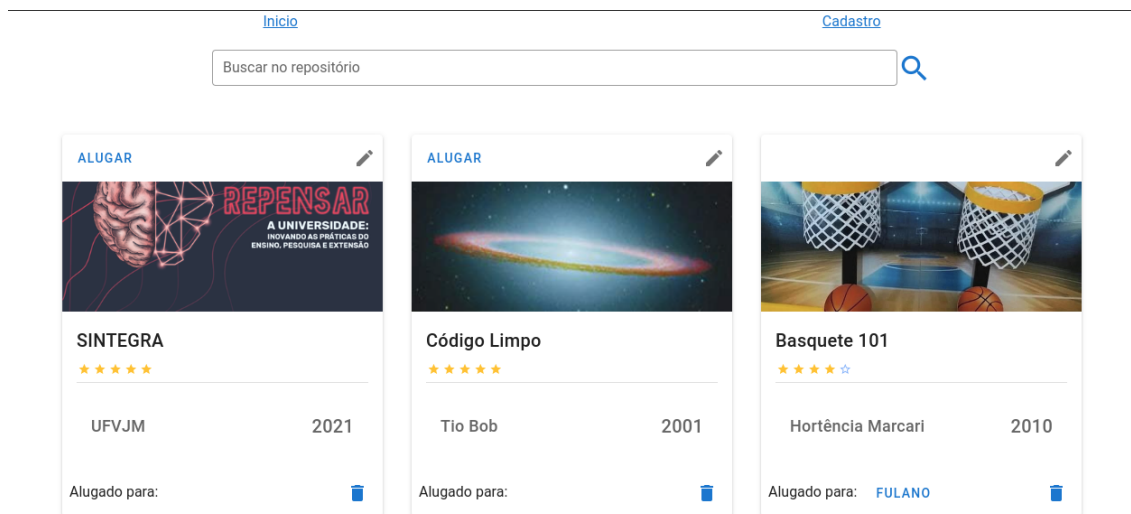 Inicio Cadastro
Buscar no repositório
ALUGAR ALUGAR
REPENSAR
A UNIVERSIDADE:
INOVANDO AS PRÁTICAS DO
ENSINO, PESQUISA E EXTENSÃO
SINTEGRA Código Limpo Basquete 101
UFVJM 2021 Tio Bob 2001 Hortência Marcari 2010
Alugado para: Alugado para: Alugado para: FULANO